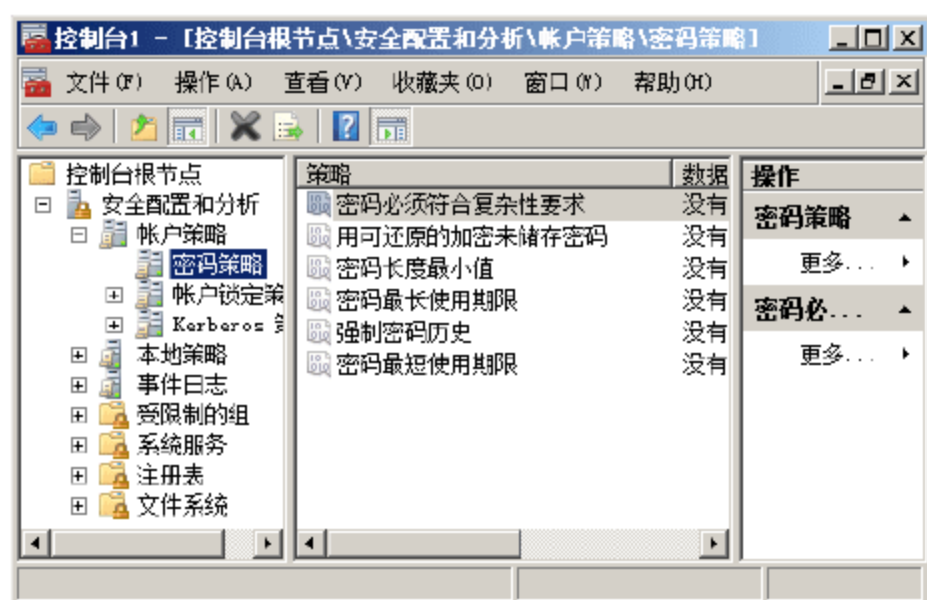 控制台1 - [控制台根节点\安全配置和分析\帐户策略\密码策略]
文件(F) 操作(A) 查看(V) 收藏夹(O) 窗口(W) 帮助(H)
控制台根节点
安全配置和分析
帐户策略
密码策略
帐户锁定策
Kerberos
本地策略
事件日志
受限制的组
系统服务
注册表
文件系统
策略 数据
密码必须符合复杂性要求 没有
用可还原的加密来储存密码 没有
密码长度最小值 没有
密码最长使用期限 没有
强制密码历史 没有
密码最短使用期限 没有
操作
密码策略
更多...
密码必...
更多...